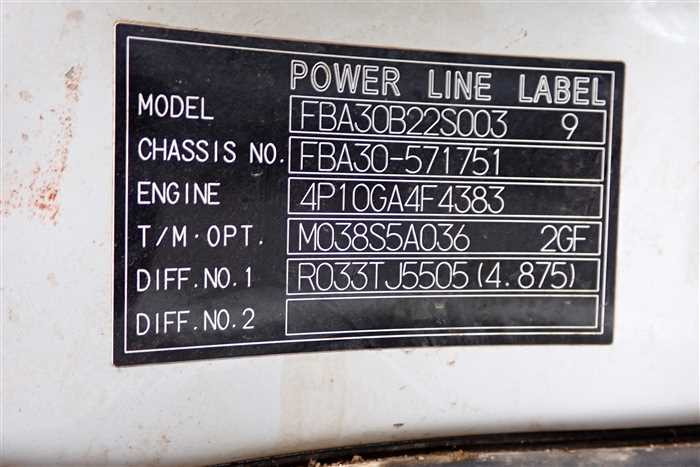 POWER LINE LABEL
MODEL FBA30B22S003 9
CHASSIS NO. FBA30-571751
ENGINE 4P10GA4F4383
T/M·OPT. M038S5A036 2GF
DIFF.NO.1 R033TJ5505(4.875)
DIFF.NO.2